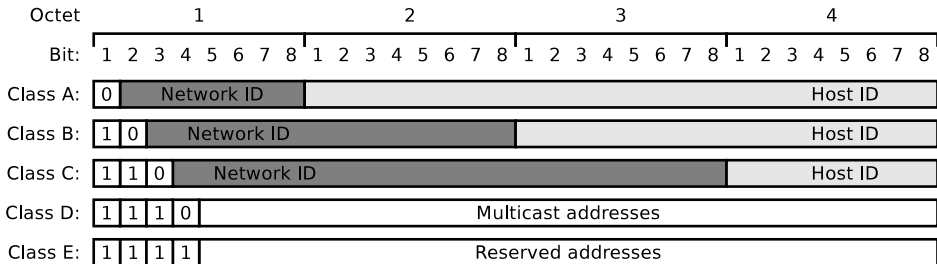 Octet 1 2 3 4
Bit: 1 2 3 4 5 6 7 8 1 2 3 4 5 6 7 8 1 2 3 4 5 6 7 8 1 2 3 4 5 6 7 8
Class A: 0 Network ID Host ID
Class B: 1 0 Network ID Host ID
Class C: 1 1 0 Network ID Host ID
Class D: 1 1 1 0 Multicast addresses
Class E: 1 1 1 1 Reserved addresses